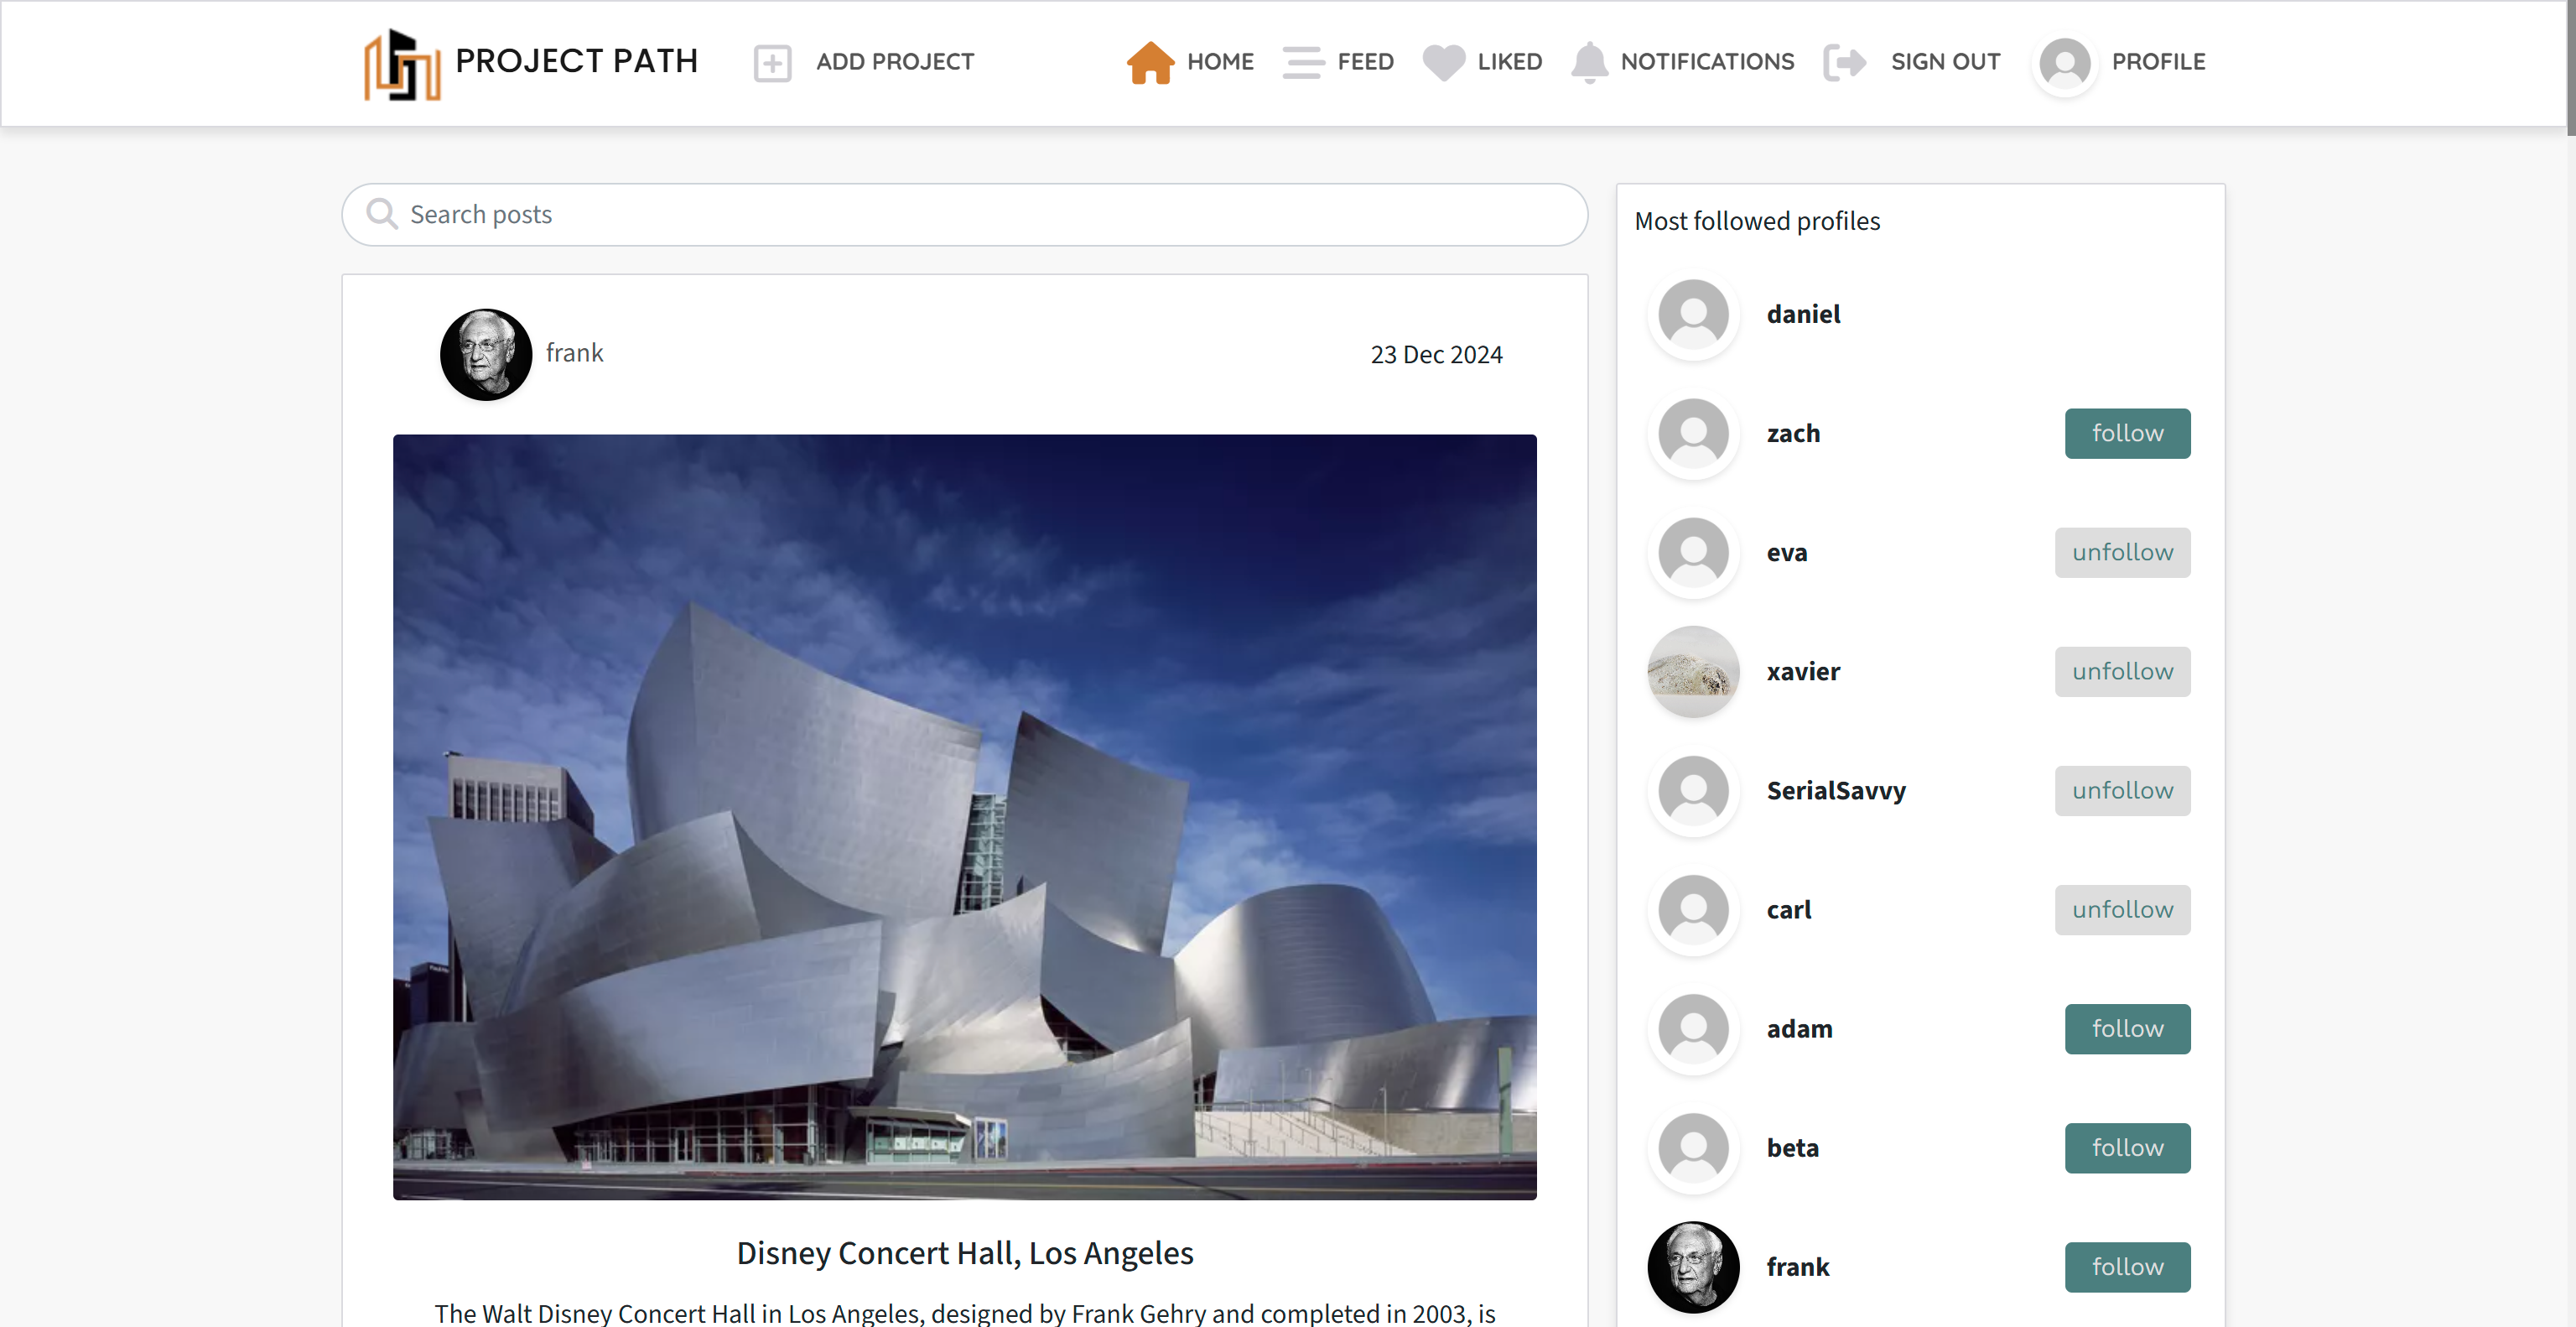 PROJECT PATH
ADD PROJECT
HOME
FEED
LIKED
NOTIFICATIONS
SIGN OUT
PROFILE
Search posts
frank
23 Dec 2024
Disney Concert Hall, Los Angeles
The Walt Disney Concert Hall in Los Angeles, designed by Frank Gehry and completed in 2003, is
Most followed profiles
daniel
zach
follow
eva
unfollow
xavier
unfollow
SerialSavvy
unfollow
carl
unfollow
adam
follow
beta
follow
frank
follow